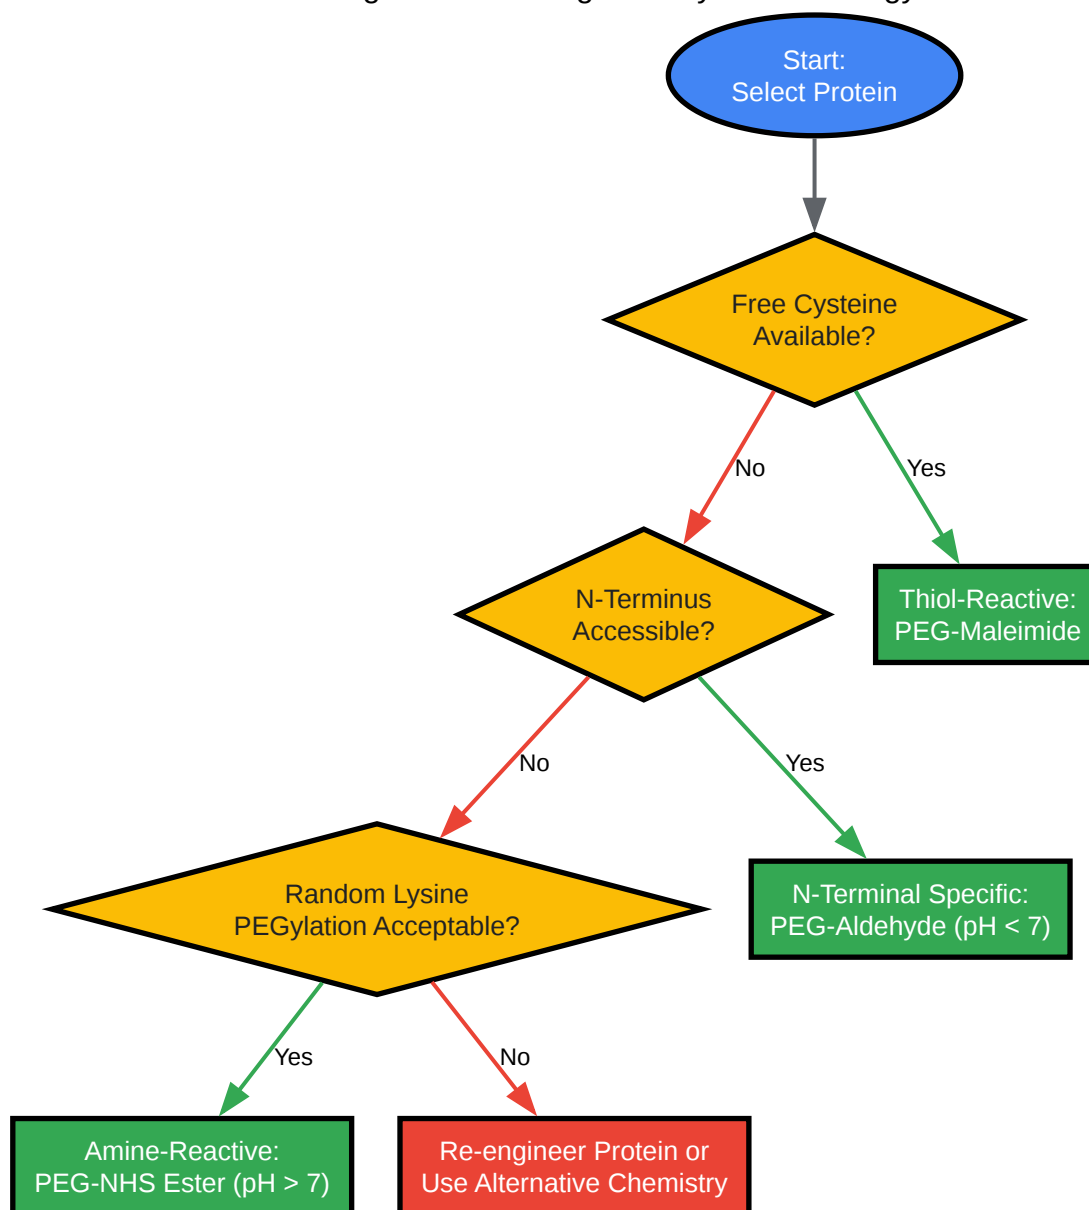 Start:
Select Protein
Free Cysteine
Available?
No
Yes
N-Terminus
Accessible?
Thiol-Reactive:
PEG-Maleimide
No
Yes
Random Lysine
PEGylation Acceptable?
N-Terminal Specific:
PEG-Aldehyde (pH < 7)
Yes
No
Amine-Reactive:
PEG-NHS Ester (pH > 7)
Re-engineer Protein or
Use Alternative Chemistry